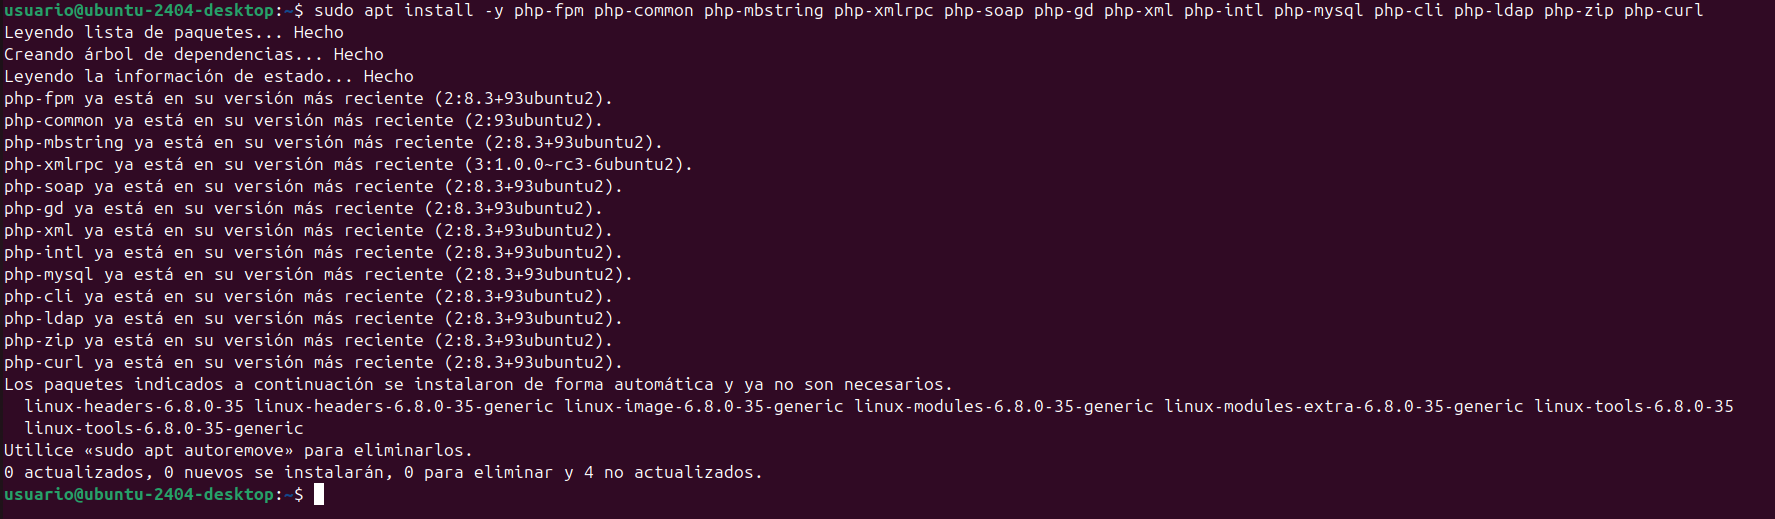 usuario@ubuntu-2404-desktop:~$ sudo apt install -y php-fpm php-common php-mbstring php-xmlrpc php-soap php-gd php-xml php-intl php-mysql php-cli php-ldap php-zip php-curl
Leyendo lista de paquetes... Hecho
Creando árbol de dependencias... Hecho
Leyendo la información de estado... Hecho
php-fpm ya está en su versión más reciente (2:8.3+93ubuntu2).
php-common ya está en su versión más reciente (2:93ubuntu2).
php-mbstring ya está en su versión más reciente (2:8.3+93ubuntu2).
php-xmlrpc ya está en su versión más reciente (3:1.0.0~rc3-6ubuntu2).
php-soap ya está en su versión más reciente (2:8.3+93ubuntu2).
php-gd ya está en su versión más reciente (2:8.3+93ubuntu2).
php-xml ya está en su versión más reciente (2:8.3+93ubuntu2).
php-intl ya está en su versión más reciente (2:8.3+93ubuntu2).
php-mysql ya está en su versión más reciente (2:8.3+93ubuntu2).
php-cli ya está en su versión más reciente (2:8.3+93ubuntu2).
php-ldap ya está en su versión más reciente (2:8.3+93ubuntu2).
php-zip ya está en su versión más reciente (2:8.3+93ubuntu2).
php-curl ya está en su versión más reciente (2:8.3+93ubuntu2).
Los paquetes indicados a continuación se instalaron de forma automática y ya no son necesarios.
  linux-headers-6.8.0-35 linux-headers-6.8.0-35-generic linux-image-6.8.0-35-generic linux-modules-6.8.0-35-generic linux-modules-extra-6.8.0-35-generic linux-tools-6.8.0-35
  linux-tools-6.8.0-35-generic
Utilice «sudo apt autoremove» para eliminarlos.
0 actualizados, 0 nuevos se instalarán, 0 para eliminar y 4 no actualizados.
usuario@ubuntu-2404-desktop:~$